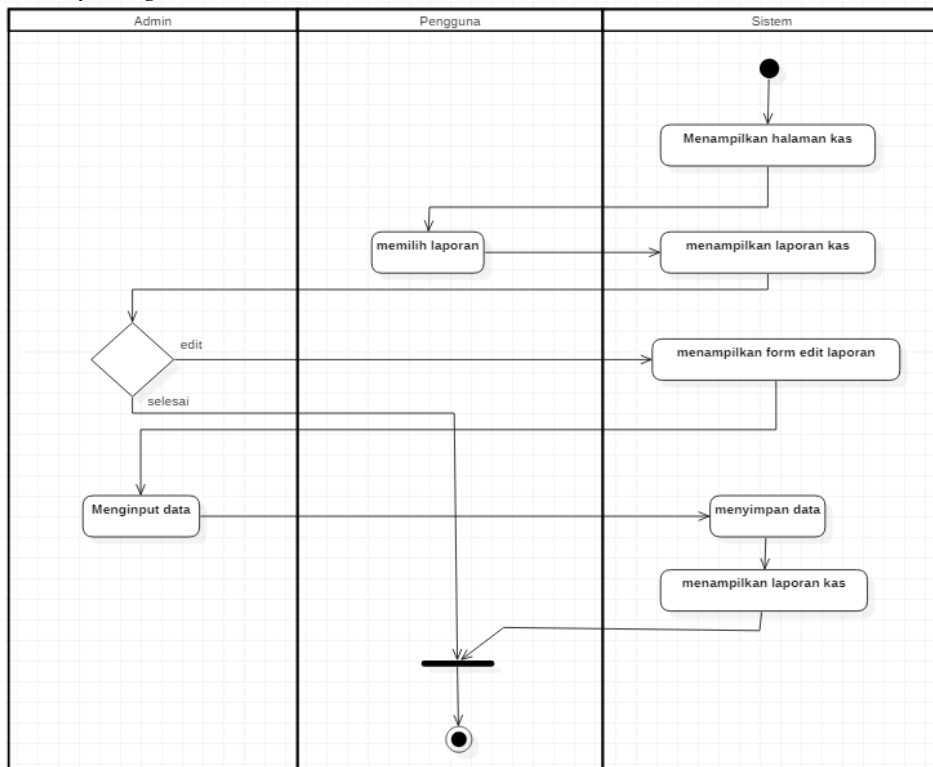 Admin
Pengguna
Sistem
Menampilkan halaman kas
memilih laporan
menampilkan laporan kas
edit
menampilkan form edit laporan
selesai
Menginput data
menyimpan data
menampilkan laporan kas